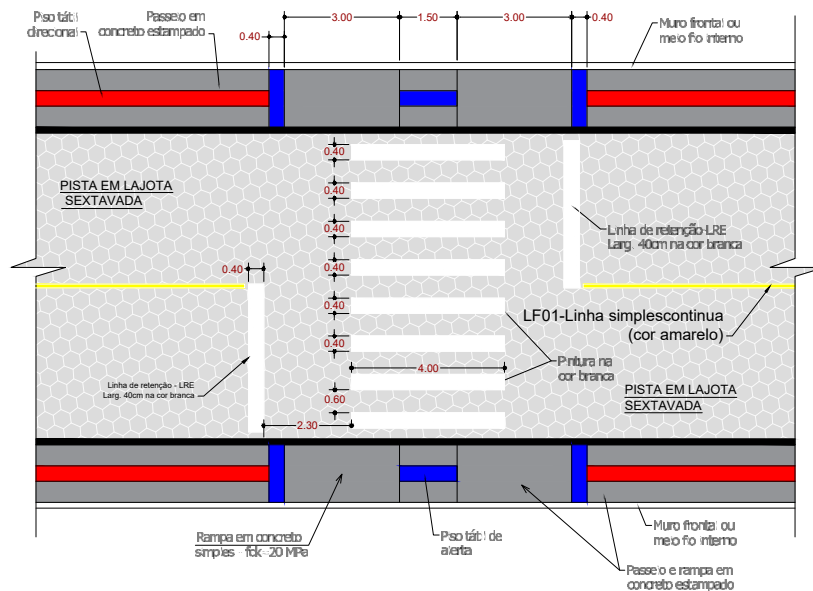 Piso tátil
direcional
Passeio em
concreto estampado
3.00
1.50
3.00
0.40
0.40
Muro frontal ou
meio fio interno
0.40
PISTA EM LAJOTA
SEXTAVADA
0.40
0.40
Linha de retenção-LRE
Larg. 40cm na cor branca
0.40
0.40
0.40
LF01-Linha simplescontinua
(cor amarelo)
0.40
Pintura na
cor branca
4.00
Linha de retenção - LRE
Larg. 40cm na cor branca
PISTA EM LAJOTA
SEXTAVADA
0.60
2.30
Rampa em concreto
simples - fck-20 MPa
Piso tátil de
alerta
Muro frontal ou
meio fio interno
Passeio e rampa em
concreto estampado